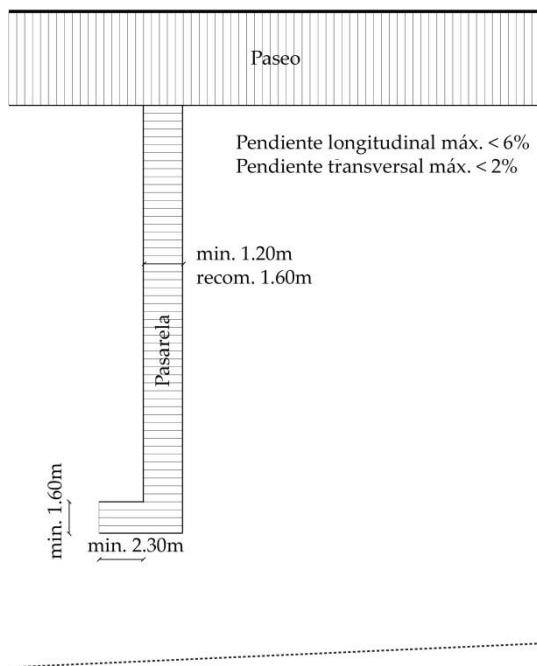 Paseo
Pendiente longitudinal máx. < 6%
Pendiente transversal máx. < 2%
min. 1.20m
recom. 1.60m
Pasarela
min. 1.60m
min. 2.30m